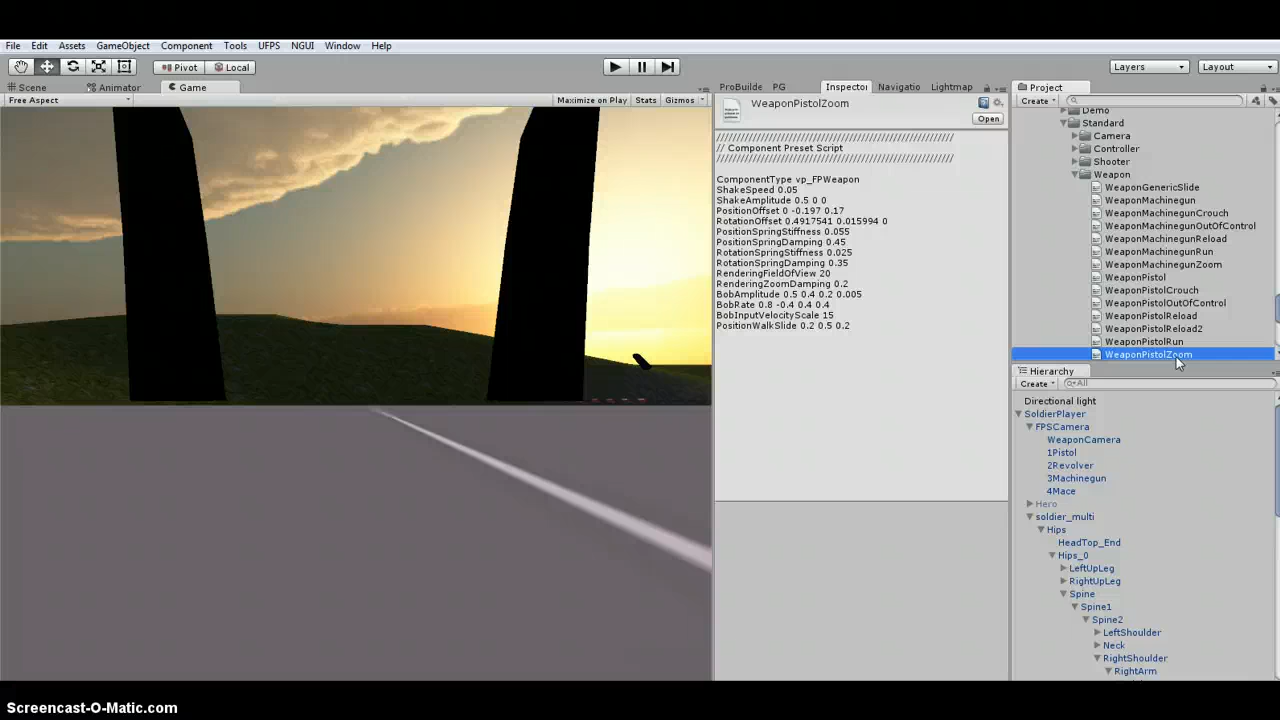 File Edit Assets GameObject Component Tools UFPS NGUI Window Help
Pivot Local Layers Layout
Scene Animator Game
Free Aspect Maximize on Play Stats Gizmos
ProBuilde PG Inspector Navigatio Lightmap
WeaponPistolZoom
Open
////////////////////////////////////////////////////////////
// Component Preset Script
////////////////////////////////////////////////////////////
ComponentType vp_FPWeapon
ShakeSpeed 0.05
ShakeAmplitude 0.5 0 0
PositionOffset 0 -0.197 0.17
RotationOffset 0.4917541 0.015994 0
PositionSpringStiffness 0.055
PositionSpringDamping 0.45
RotationSpringStiffness 0.025
RotationSpringDamping 0.35
RenderingFieldOfView 20
RenderingZoomDamping 0.2
BobAmplitude 0.5 0.4 0.2 0.005
BobRate 0.8 -0.4 0.4 0.4
BobInputVelocityScale 15
PositionWalkSlide 0.2 0.5 0.2
Project
Create
Demo
Standard
Camera
Controller
Shooter
Weapon
WeaponGenericSlide
WeaponMachinegun
WeaponMachinegunCrouch
WeaponMachinegunOutOfControl
WeaponMachinegunReload
WeaponMachinegunRun
WeaponMachinegunZoom
WeaponPistol
WeaponPistolCrouch
WeaponPistolOutOfControl
WeaponPistolReload
WeaponPistolReload2
WeaponPistolRun
WeaponPistolZoom
Hierarchy
Create All
Directional light
SoldierPlayer
FPSCamera
WeaponCamera
1Pistol
2Revolver
3Machinegun
4Mace
Hero
soldier_multi
Hips
HeadTop_End
Hips_0
LeftUpLeg
RightUpLeg
Spine
Spine1
Spine2
LeftShoulder
Neck
RightShoulder
RightArm
Screencast-O-Matic.com